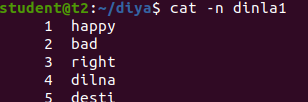 student@t2:~/diya$ cat -n dinla1
1 happy
2 bad
3 right
4 dilna
5 desti